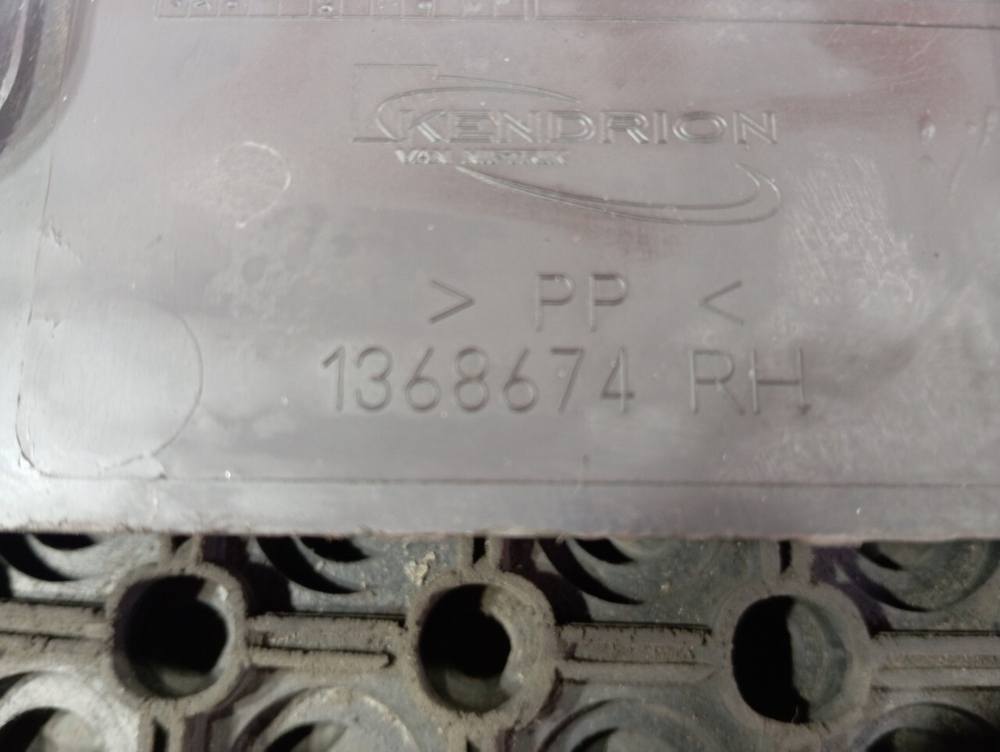 KENDRION
> PP <
1368674 RH